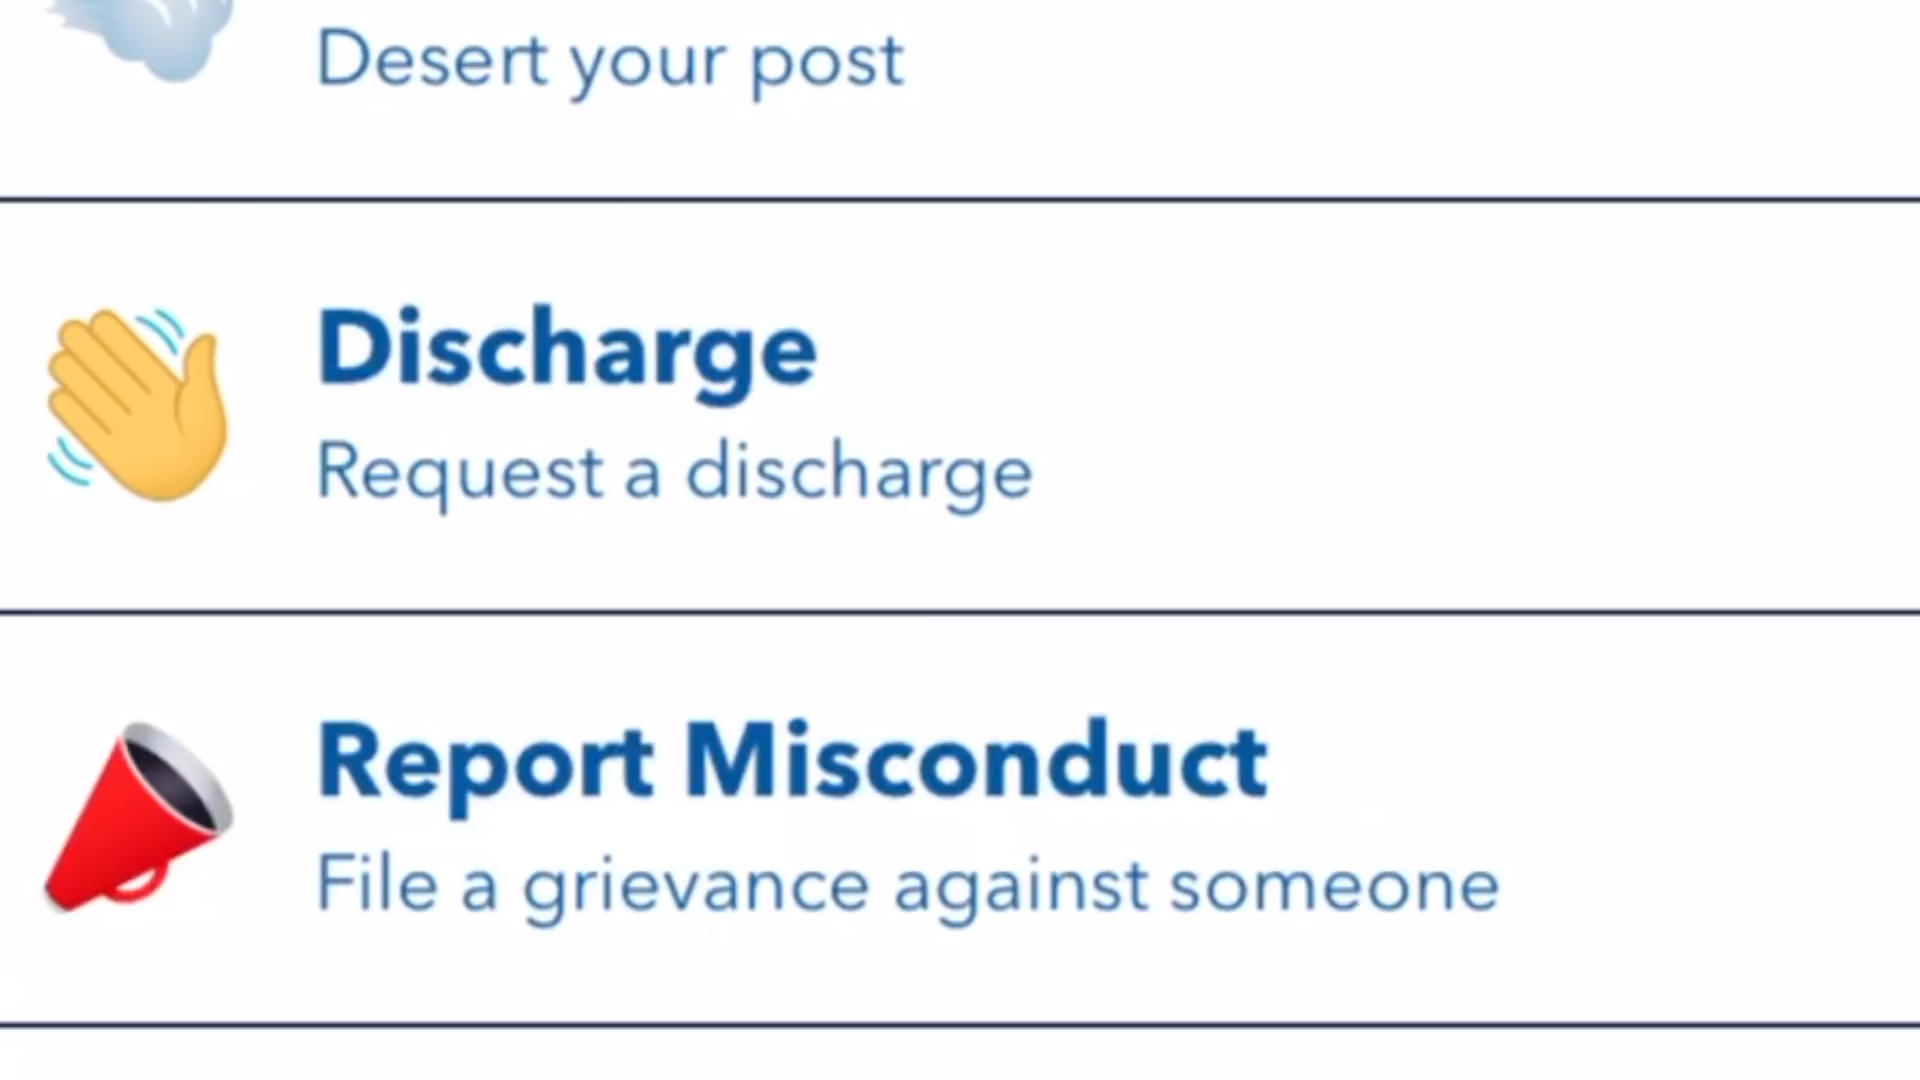 Desert your post
Discharge
Request a discharge
Report Misconduct
File a grievance against someone